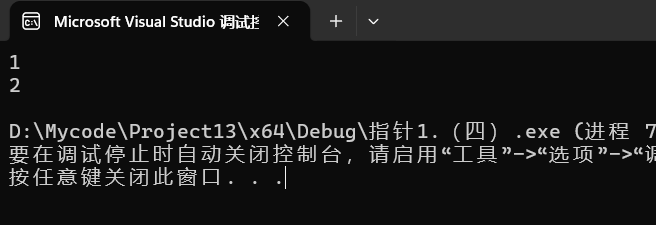 Microsoft Visual Studio 调试控
1
2
D:\Mycode\Project13\x64\Debug\指针1.（四）.exe (进程 7
要在调试停止时自动关闭控制台，请启用“工具”->“选项”->“调
按任意键关闭此窗口. . .